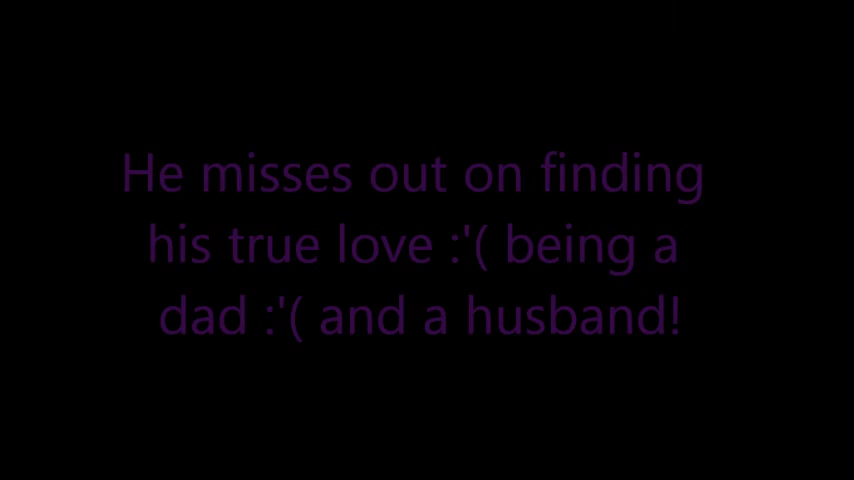 He misses out on finding
his true love :'( being a
dad :'( and a husband!